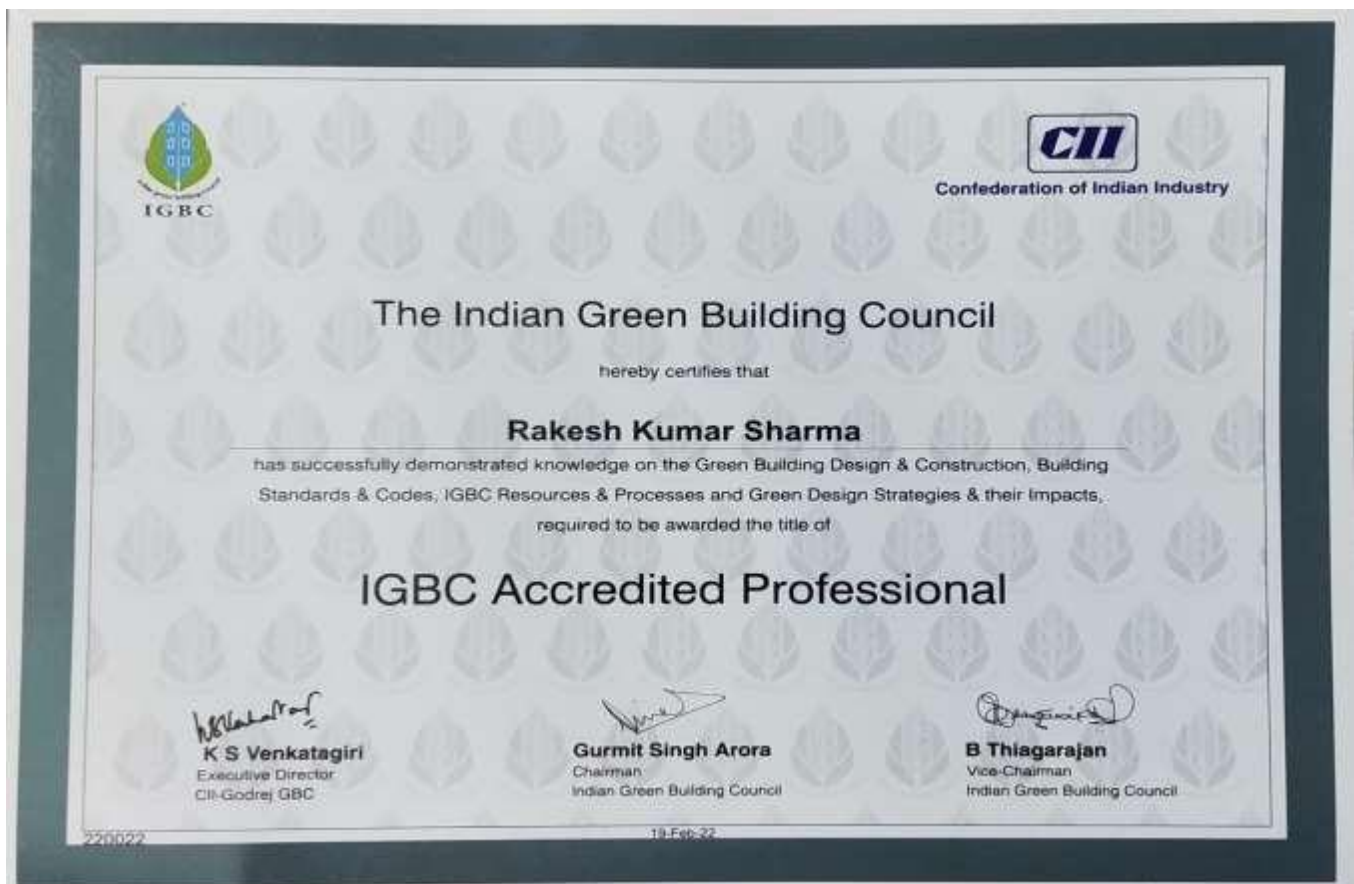 IGBC
CII
Confederation of Indian Industry
The Indian Green Building Council
hereby certifies that
Rakesh Kumar Sharma
has successfully demonstrated knowledge on the Green Building Design & Construction, Building
Standards & Codes, IGBC Resources & Processes and Green Design Strategies & their Impacts,
required to be awarded the title of
IGBC Accredited Professional
K S Venkatagiri
Executive Director
CII-Godrej GBC
Gurmit Singh Arora
Chairman
Indian Green Building Council
B Thiagarajan
Vice-Chairman
Indian Green Building Council
220022
19-Feb-22